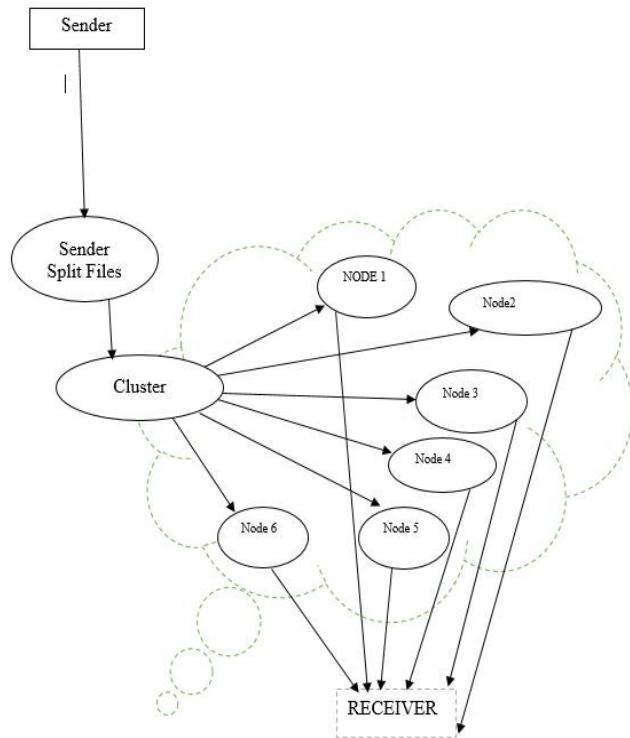 Sender
Sender
Split Files
NODE 1
Node2
Cluster
Node 3
Node 4
Node 6
Node 5
RECEIVER